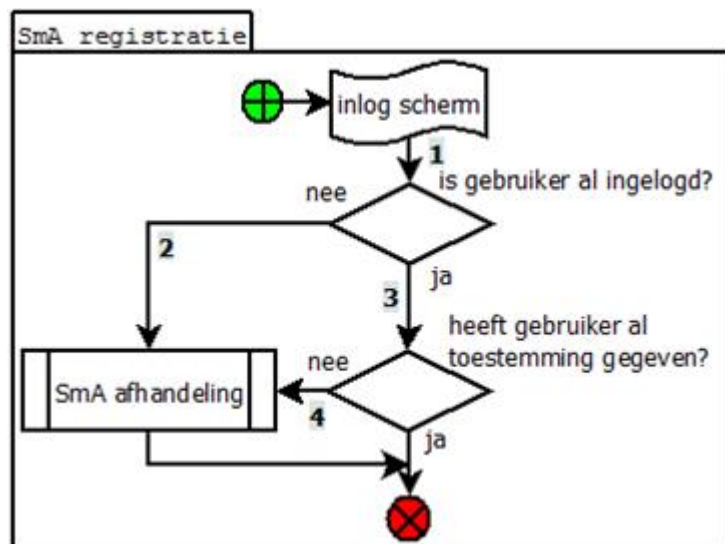 SmA registratie
inlog scherm
1
is gebruiker al ingelogd?
nee
2
ja
3
heeft gebruiker al
toestemming gegeven?
nee
SmA afhandeling
4
ja